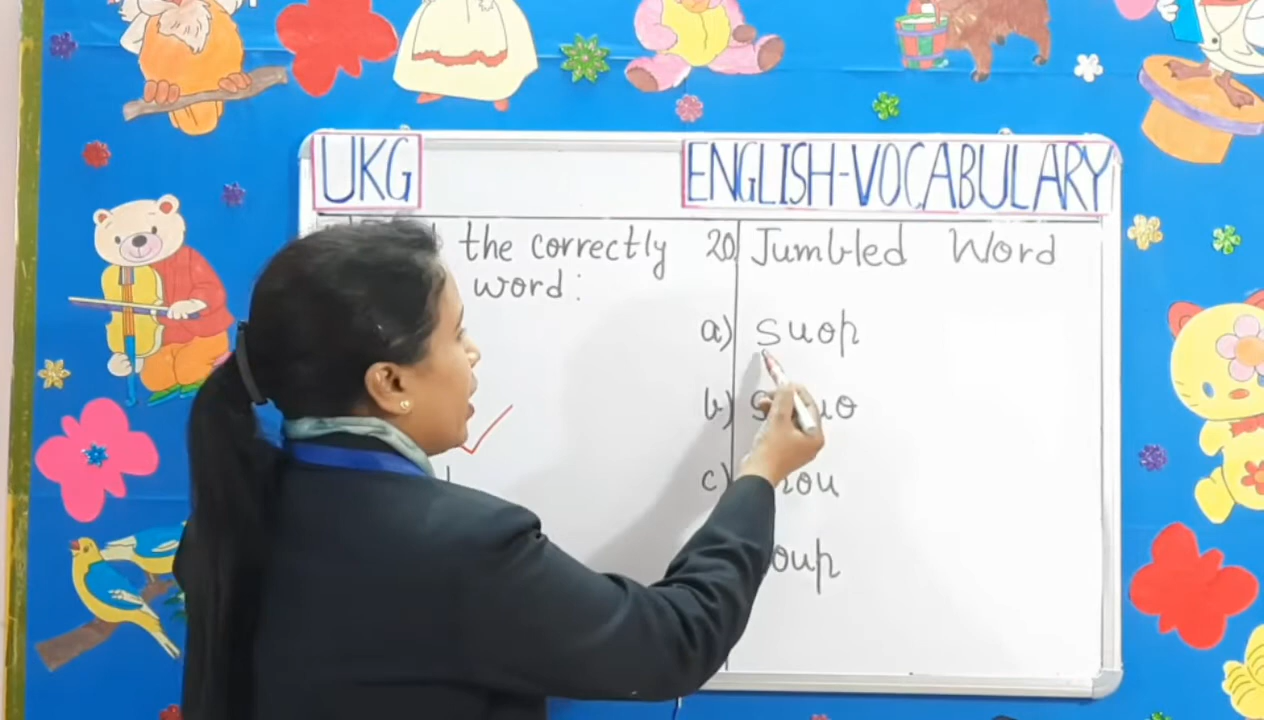 UKG
ENGLISH-VOCABULARY
the correctly
word:
20 Jumbled Word
a) suop
b)
c)